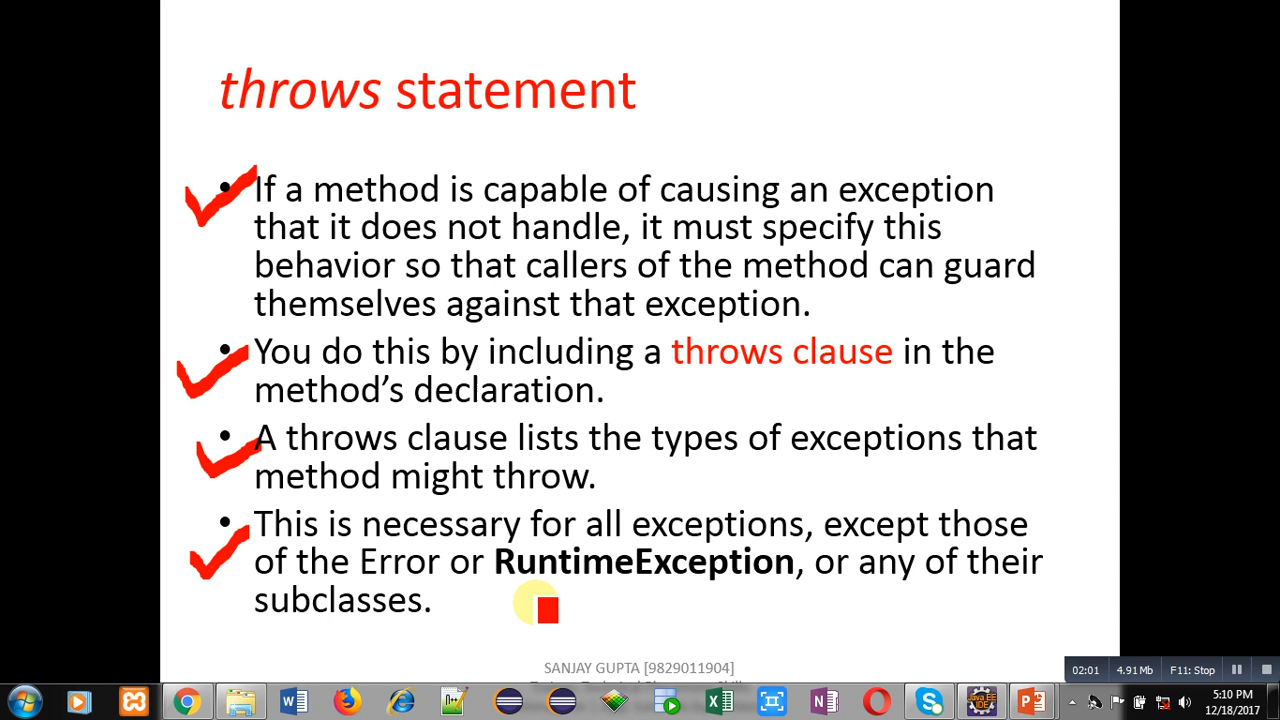 throws statement
• If a method is capable of causing an exception
that it does not handle, it must specify this
behavior so that callers of the method can guard
themselves against that exception.
• You do this by including a throws clause in the
method’s declaration.
• A throws clause lists the types of exceptions that
method might throw.
• This is necessary for all exceptions, except those
of the Error or RuntimeException, or any of their
subclasses.
SANJAY GUPTA [9829011904]
02:01 4.91 Mb F11: Stop
5:10 PM
12/18/2017